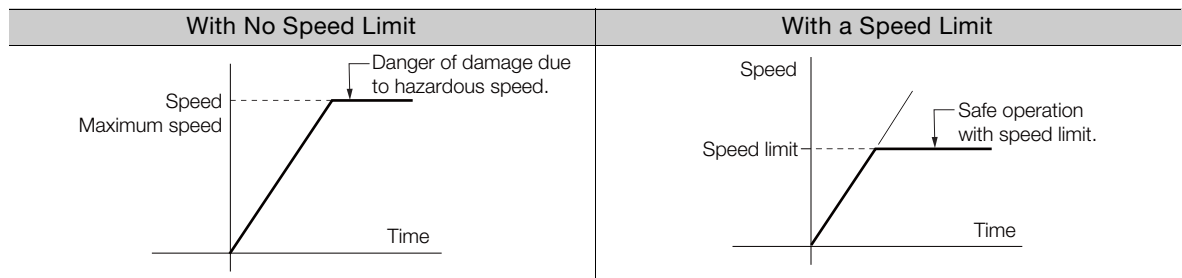 With No Speed Limit
With a Speed Limit
Danger of damage due
to hazardous speed.
Speed
Maximum speed
Time
Speed
Safe operation
with speed limit.
Speed limit
Time